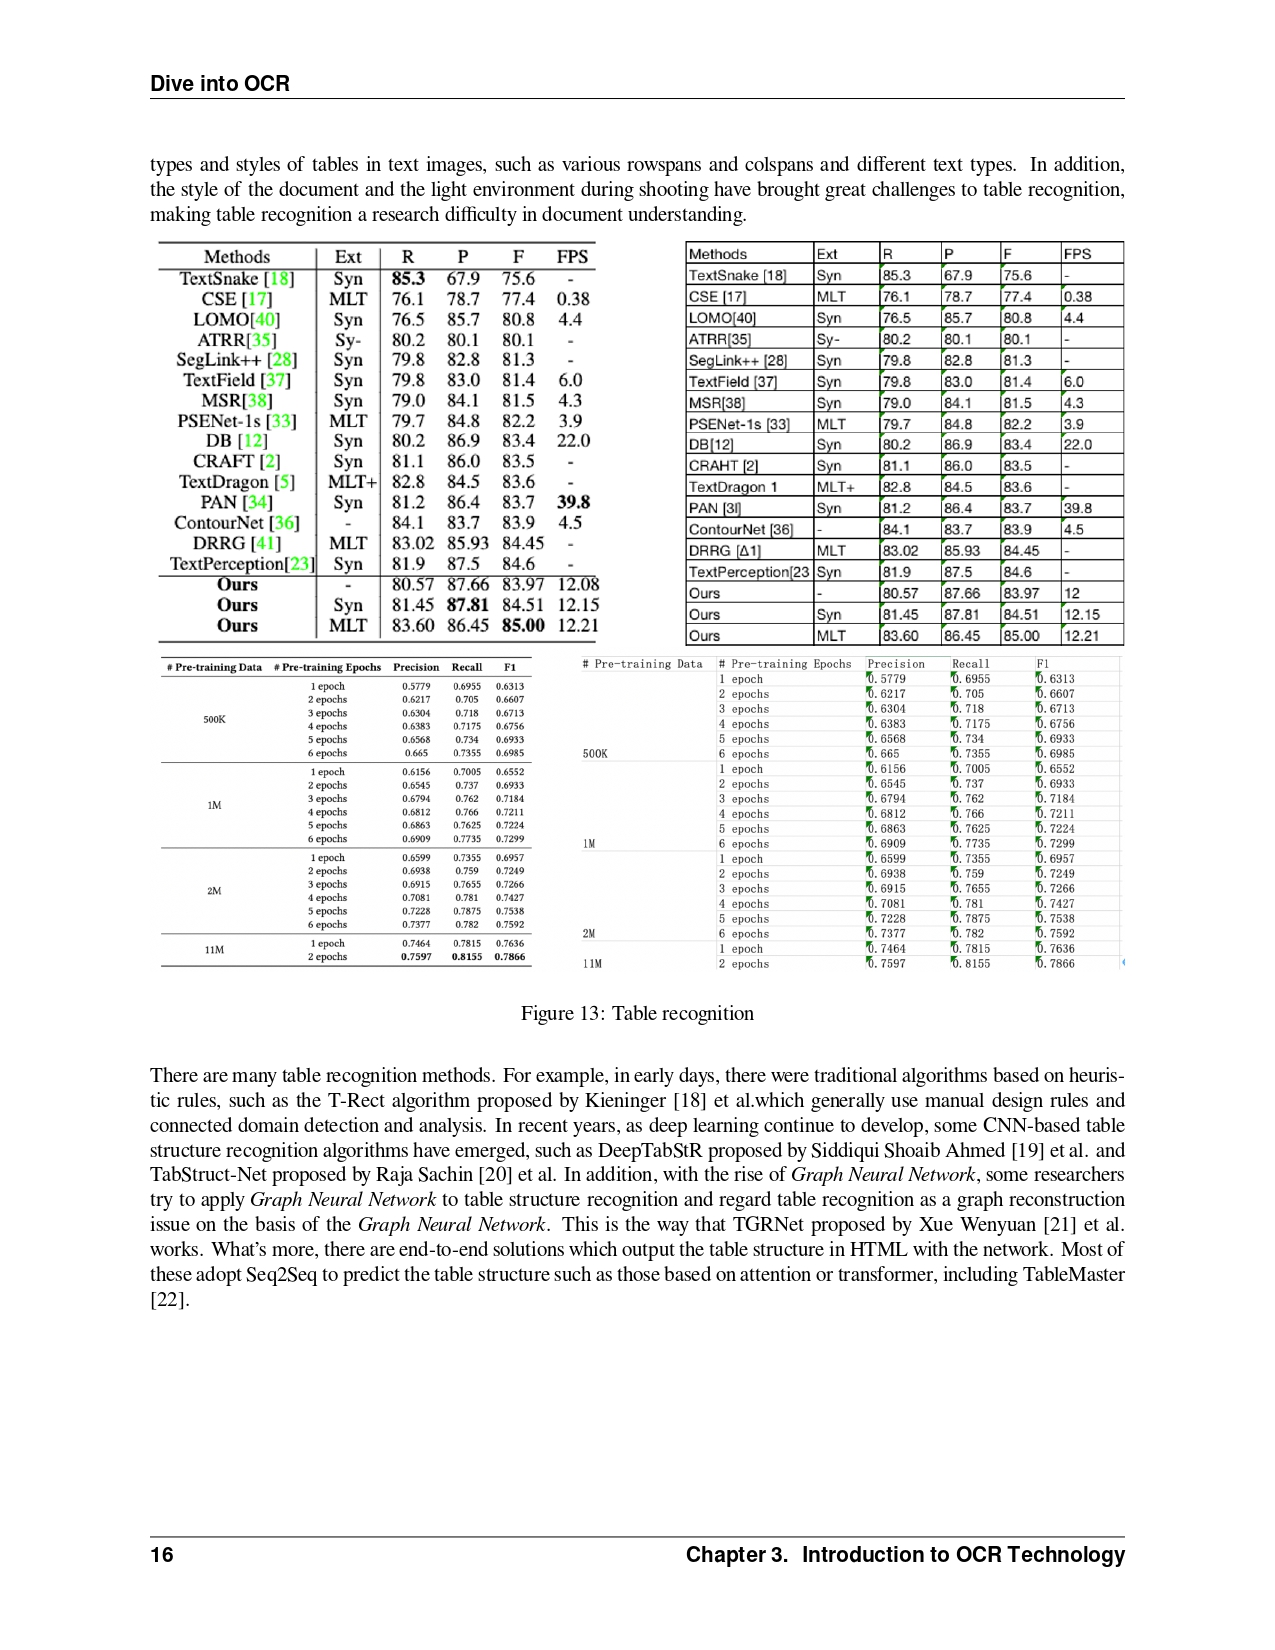 Dive into OCR
types and styles of tables in text images, such as various rowspans and colspans and different text types. In addition,
the style of the document and the light environment during shooting have brought great challenges to table recognition,
making table recognition a research difficulty in document understanding.
Methods Ext R P F FPS
TextSnake [18] Syn 85.3 67.9 75.6 -
CSE [17] MLT 76.1 78.7 77.4 0.38
LOMO[40] Syn 76.5 85.7 80.8 4.4
ATRR[35] Sy- 80.2 80.1 80.1 -
SegLink++ [28] Syn 79.8 82.8 81.3 -
TextField [37] Syn 79.8 83.0 81.4 6.0
MSR[38] Syn 79.0 84.1 81.5 4.3
PSENet-1s [33] MLT 79.7 84.8 82.2 3.9
DB [12] Syn 80.2 86.9 83.4 22.0
CRAFT [2] Syn 81.1 86.0 83.5 -
TextDragon [5] MLT+ 82.8 84.5 83.6 -
PAN [34] Syn 81.2 86.4 83.7 39.8
ContourNet [36] - 84.1 83.7 83.9 4.5
DRRG [41] MLT 83.02 85.93 84.45 -
TextPerception[23] Syn 81.9 87.5 84.6 -
Ours - 80.57 87.66 83.97 12.08
Ours Syn 81.45 87.81 84.51 12.15
Ours MLT 83.60 86.45 85.00 12.21
Methods Ext R P F FPS
TextSnake [18] Syn 85.3 67.9 75.6 -
CSE [17] MLT 76.1 78.7 77.4 0.38
LOMO[40] Syn 76.5 85.7 80.8 4.4
ATRR[35] Sy- 80.2 80.1 80.1 -
SegLink++ [28] Syn 79.8 82.8 81.3 -
TextField [37] Syn 79.8 83.0 81.4 6.0
MSR[38] Syn 79.0 84.1 81.5 4.3
PSENet-1s [33] MLT 79.7 84.8 82.2 3.9
DB[12] Syn 80.2 86.9 83.4 22.0
CRAHT [2] Syn 81.1 86.0 83.5 -
TextDragon 1 MLT+ 82.8 84.5 83.6 -
PAN [3l] Syn 81.2 86.4 83.7 39.8
ContourNet [36] - 84.1 83.7 83.9 4.5
DRRG [Δ1] MLT 83.02 85.93 84.45 -
TextPerception[23 Syn 81.9 87.5 84.6 -
Ours - 80.57 87.66 83.97 12
Ours Syn 81.45 87.81 84.51 12.15
Ours MLT 83.60 86.45 85.00 12.21
# Pre-training Data # Pre-training Epochs Precision Recall F1
1 epoch 0.5779 0.6955 0.6313
2 epochs 0.6217 0.705 0.6607
3 epochs 0.6304 0.718 0.6713
500K
4 epochs 0.6383 0.7175 0.6756
5 epochs 0.6568 0.734 0.6933
6 epochs 0.665 0.7355 0.6985
1 epoch 0.6156 0.7005 0.6552
2 epochs 0.6545 0.737 0.6933
3 epochs 0.6794 0.762 0.7184
1M
4 epochs 0.6812 0.766 0.7211
5 epochs 0.6863 0.7625 0.7224
6 epochs 0.6909 0.7735 0.7299
1 epoch 0.6599 0.7355 0.6957
2 epochs 0.6938 0.759 0.7249
3 epochs 0.6915 0.7655 0.7266
2M
4 epochs 0.7081 0.781 0.7427
5 epochs 0.7228 0.7875 0.7538
6 epochs 0.7377 0.782 0.7592
1 epoch 0.7464 0.7815 0.7636
11M
2 epochs 0.7597 0.8155 0.7866
# Pre-training Data # Pre-training Epochs Precision Recall F1
1 epoch 0.5779 0.6955 0.6313
2 epochs 0.6217 0.705 0.6607
3 epochs 0.6304 0.718 0.6713
4 epochs 0.6383 0.7175 0.6756
5 epochs 0.6568 0.734 0.6933
500K 6 epochs 0.665 0.7355 0.6985
1 epoch 0.6156 0.7005 0.6552
2 epochs 0.6545 0.737 0.6933
3 epochs 0.6794 0.762 0.7184
4 epochs 0.6812 0.766 0.7211
5 epochs 0.6863 0.7625 0.7224
1M 6 epochs 0.6909 0.7735 0.7299
1 epoch 0.6599 0.7355 0.6957
2 epochs 0.6938 0.759 0.7249
3 epochs 0.6915 0.7655 0.7266
4 epochs 0.7081 0.781 0.7427
5 epochs 0.7228 0.7875 0.7538
2M 6 epochs 0.7377 0.782 0.7592
1 epoch 0.7464 0.7815 0.7636
11M 2 epochs 0.7597 0.8155 0.7866
Figure 13: Table recognition
There are many table recognition methods. For example, in early days, there were traditional algorithms based on heuris-
tic rules, such as the T-Rect algorithm proposed by Kieninger [18] et al.which generally use manual design rules and
connected domain detection and analysis. In recent years, as deep learning continue to develop, some CNN-based table
structure recognition algorithms have emerged, such as DeepTabStR proposed by Siddiqui Shoaib Ahmed [19] et al. and
TabStruct-Net proposed by Raja Sachin [20] et al. In addition, with the rise of Graph Neural Network, some researchers
try to apply Graph Neural Network to table structure recognition and regard table recognition as a graph reconstruction
issue on the basis of the Graph Neural Network. This is the way that TGRNet proposed by Xue Wenyuan [21] et al.
works. What's more, there are end-to-end solutions which output the table structure in HTML with the network. Most of
these adopt Seq2Seq to predict the table structure such as those based on attention or transformer, including TableMaster
[22].
16 Chapter 3. Introduction to OCR Technology